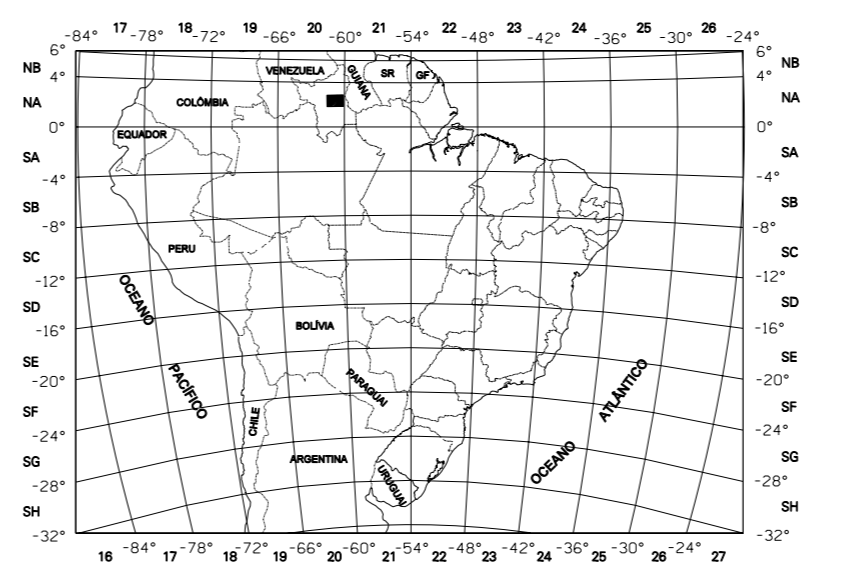 17 18 19 20 21 22 23 24 25 26
-84° -78° -72° -66° -60° -54° -48° -42° -36° -30° -24°
6° 6°
NB VENEZUELA GUIANA SR GF NB
4° 4°
NA COLÔMBIA NA
0° EQUADOR 0°
SA SA
-4° -4°
SB SB
-8° -8°
SC PERU SC
-12° -12°
OCEANO
SD SD
-16° BOLÍVIA -16°
SE SE
-20° PACÍFICO PARAGUAI ATLÂNTICO -20°
SF CHILE SF
-24° -24°
SG ARGENTINA OCEANO SG
-28° URUGUAI -28°
SH SH
-32° -32°
-84° -78° -72° -66° -60° -54° -48° -42° -36° -30° -24°
16 17 18 19 20 21 22 23 24 25 26 27